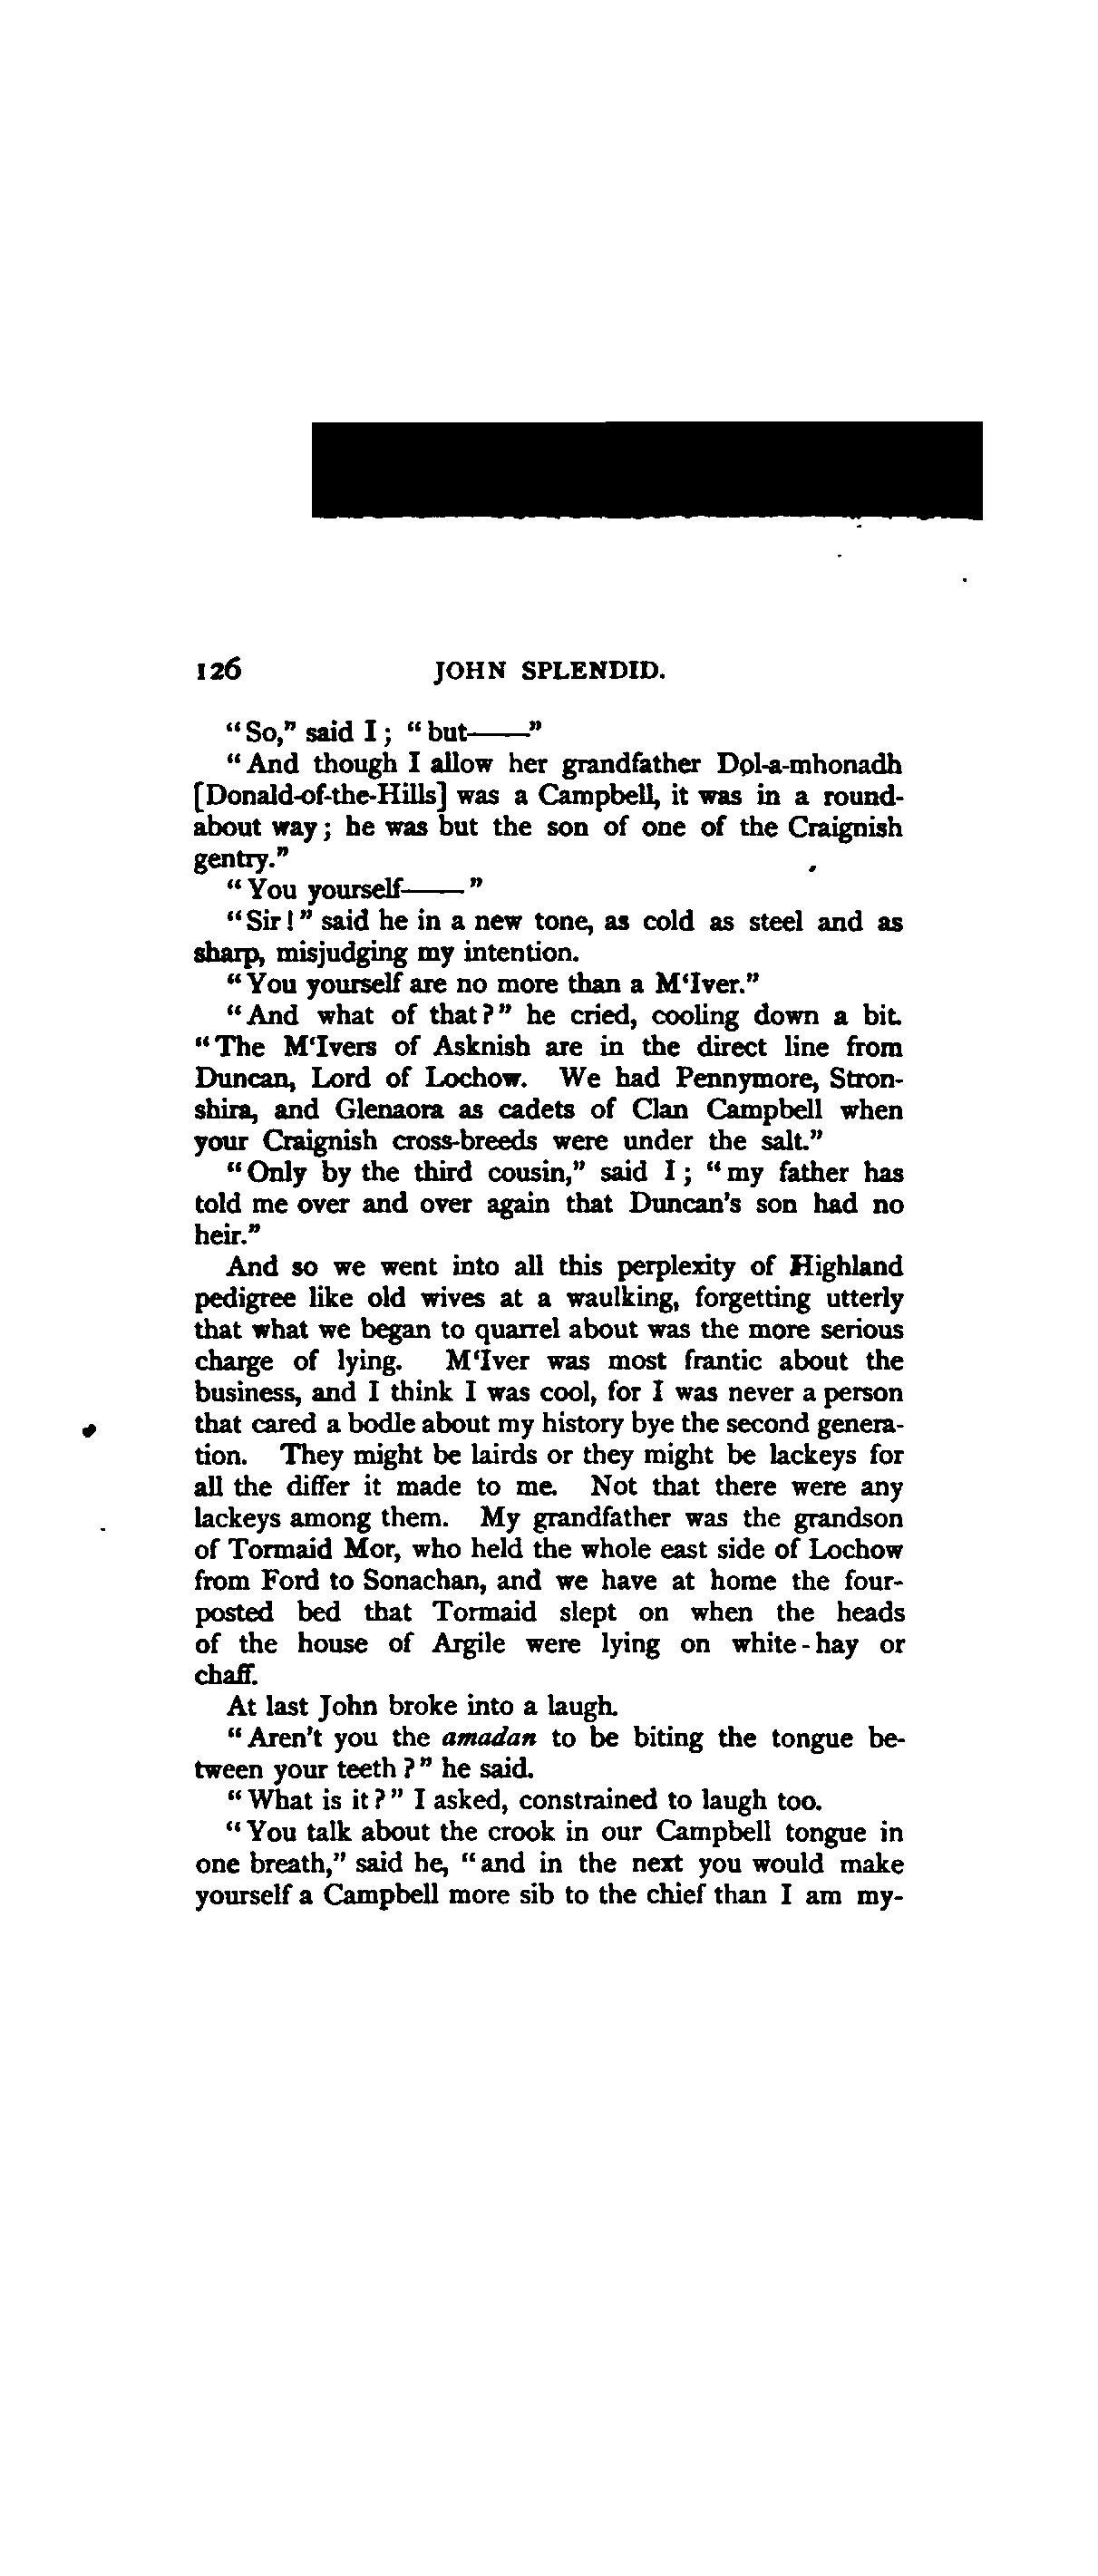 126 JOHN SPLENDID.
"So," said I; "but——"
"And though I allow her grandfather Dol-a-mhonadh
[Donald-of-the-Hills] was a Campbell, it was in a round-
about way; he was but the son of one of the Craignish
gentry."
"You yourself——"
"Sir!" said he in a new tone, as cold as steel and as
sharp, misjudging my intention.
"You yourself are no more than a M'Iver."
"And what of that?" he cried, cooling down a bit.
"The M'Ivers of Asknish are in the direct line from
Duncan, Lord of Lochow. We had Pennymore, Stron-
shira, and Glenaora as cadets of Clan Campbell when
your Craignish cross-breeds were under the salt."
"Only by the third cousin," said I; "my father has
told me over and over again that Duncan's son had no
heir."
And so we went into all this perplexity of Highland
pedigree like old wives at a waulking, forgetting utterly
that what we began to quarrel about was the more serious
charge of lying. M'Iver was most frantic about the
business, and I think I was cool, for I was never a person
that cared a bodle about my history bye the second genera-
tion. They might be lairds or they might be lackeys for
all the differ it made to me. Not that there were any
lackeys among them. My grandfather was the grandson
of Tormaid Mor, who held the whole east side of Lochow
from Ford to Sonachan, and we have at home the four-
posted bed that Tormaid slept on when the heads
of the house of Argile were lying on white-hay or
chaff.
At last John broke into a laugh.
"Aren't you the amadan to be biting the tongue be-
tween your teeth?" he said.
"What is it?" I asked, constrained to laugh too.
"You talk about the crook in our Campbell tongue in
one breath," said he, "and in the next you would make
yourself a Campbell more sib to the chief than I am my-